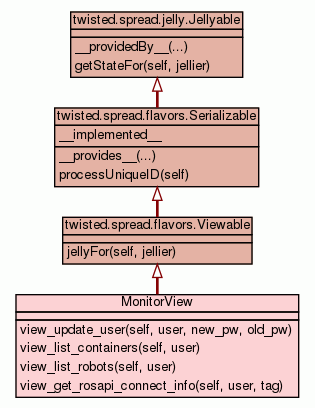 twisted.spread.jelly.Jellyable
__providedBy__(...)
getStateFor(self, jellier)
twisted.spread.flavors.Serializable
__implemented__
__provides__(...)
processUniqueID(self)
twisted.spread.flavors.Viewable
jellyFor(self, jellier)
MonitorView
view_update_user(self, user, new_pw, old_pw)
view_list_containers(self, user)
view_list_robots(self, user)
view_get_rosapi_connect_info(self, user, tag)